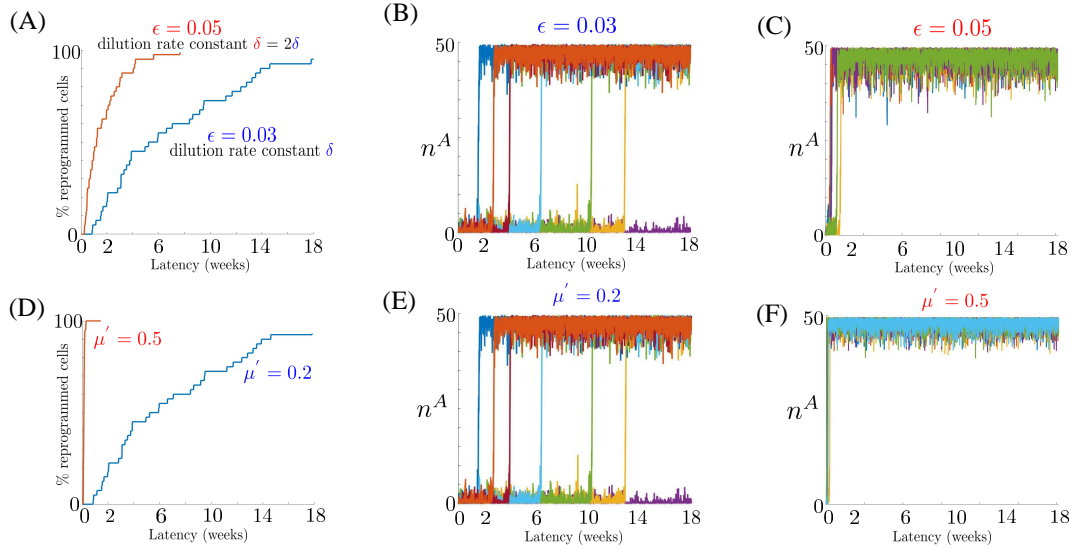 (A)
ϵ = 0.05
dilution rate constant δ = 2δ
100
% reprogrammed cells
ϵ = 0.03
dilution rate constant δ
0
0 2 6 10 14 18
Latency (weeks)
(B)
ϵ = 0.03
50
n^A
0
0 2 6 10 14 18
Latency (weeks)
(C)
ϵ = 0.05
50
n^A
0
0 2 6 10 14 18
Latency (weeks)
(D)
100
μ′ = 0.5
% reprogrammed cells
μ′ = 0.2
0
0 2 6 10 14 18
Latency (weeks)
(E)
μ′ = 0.2
50
n^A
0
0 2 6 10 14 18
Latency (weeks)
(F)
μ′ = 0.5
50
n^A
0
0 2 6 10 14 18
Latency (weeks)